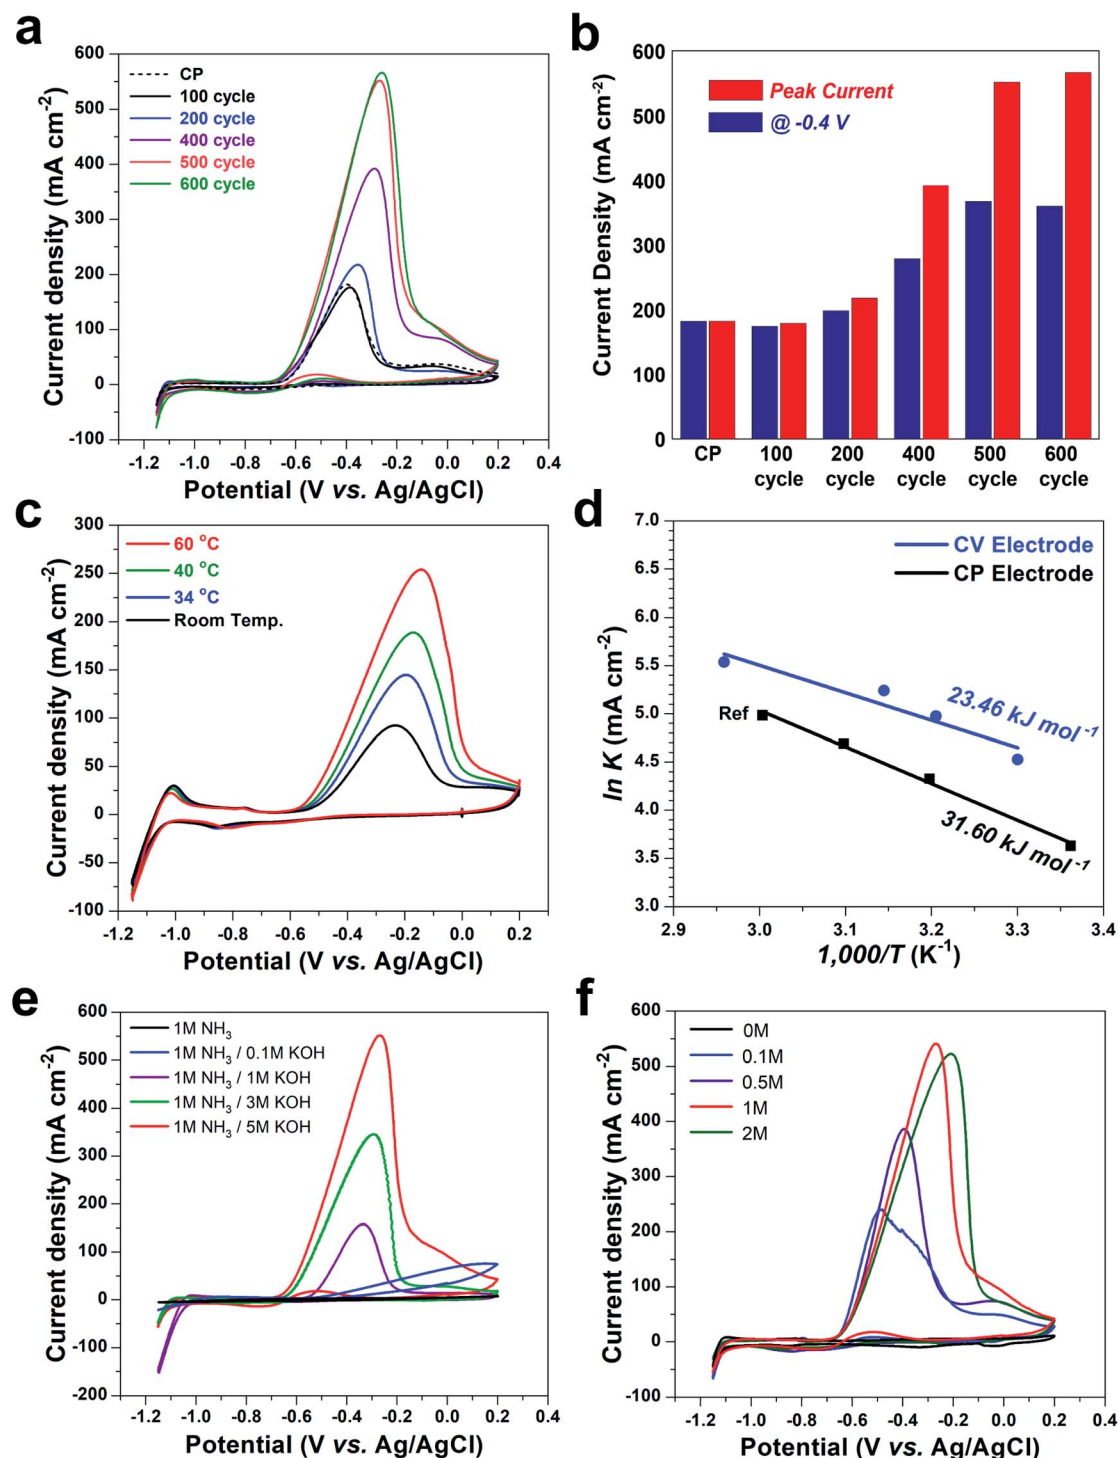 a
600
500
400
300
200
100
0
-100
Current density (mA cm⁻²)
CP
100 cycle
200 cycle
400 cycle
500 cycle
600 cycle
-1.2 -1.0 -0.8 -0.6 -0.4 -0.2 0.0 0.2 0.4
Potential (V vs. Ag/AgCl)
b
600
500
400
300
200
100
0
Current Density (mA cm⁻²)
Peak Current
@ -0.4 V
CP 100 200 400 500 600
cycle cycle cycle cycle cycle
c
300
250
200
150
100
50
0
-50
-100
Current density (mA cm⁻²)
60 °C
40 °C
34 °C
Room Temp.
-1.2 -1.0 -0.8 -0.6 -0.4 -0.2 0.0 0.2
Potential (V vs. Ag/AgCl)
d
7.0
6.5
6.0
5.5
5.0
4.5
4.0
3.5
3.0
ln K (mA cm⁻²)
CV Electrode
CP Electrode
23.46 kJ mol⁻¹
Ref
31.60 kJ mol⁻¹
2.9 3.0 3.1 3.2 3.3 3.4
1,000/T (K⁻¹)
e
600
500
400
300
200
100
0
-100
-200
Current density (mA cm⁻²)
1M NH₃
1M NH₃ / 0.1M KOH
1M NH₃ / 1M KOH
1M NH₃ / 3M KOH
1M NH₃ / 5M KOH
-1.2 -1.0 -0.8 -0.6 -0.4 -0.2 0.0 0.2 0.4
Potential (V vs. Ag/AgCl)
f
600
500
400
300
200
100
0
-100
Current density (mA cm⁻²)
0M
0.1M
0.5M
1M
2M
-1.2 -1.0 -0.8 -0.6 -0.4 -0.2 0.0 0.2 0.4
Potential (V vs. Ag/AgCl)